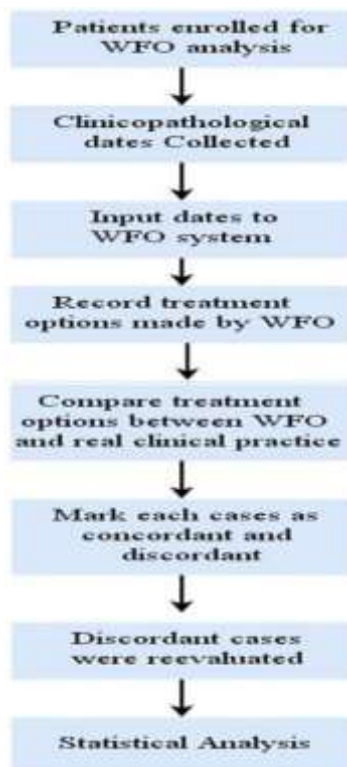 Patients enrolled for
WFO analysis
Clinicopathological
dates Collected
Input dates to
WFO system
Record treatment
options made by WFO
Compare treatment
options between WFO
and real clinical practice
Mark each cases as
concordant and
discordant
Discordant cases
were reevaluated
Statistical Analysis